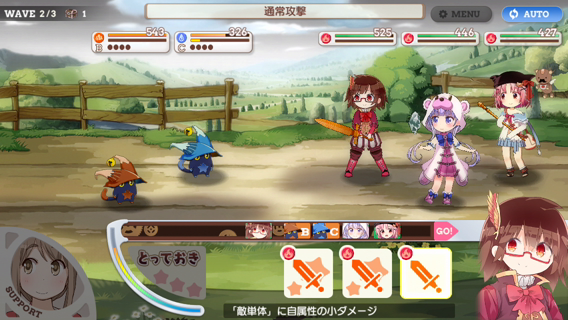 WAVE 2/3 1
通常攻撃
MENU
AUTO
543
B
326
C
525
446
427
B C GO!
とっておき
SUPPORT
「敵単体」に自属性の小ダメージ